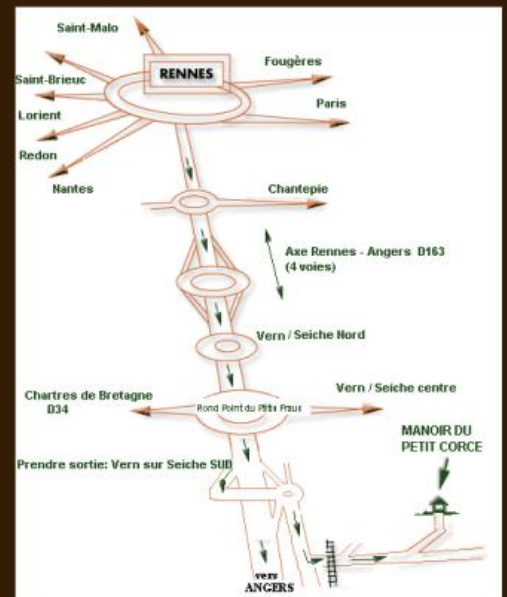 Saint-Malo
RENNES
Fougères
Saint-Brieuc
Paris
Lorient
Redon
Nantes
Chantepie
Axe Rennes - Angers D163
(4 voies)
Vern / Seiche Nord
Chartres de Bretagne
D34
Rond Point du Ptits Fraux
Vern / Seiche centre
MANOIR DU
PETIT CORCE
Prendre sortie: Vern sur Seiche SUD
vers
ANGERS